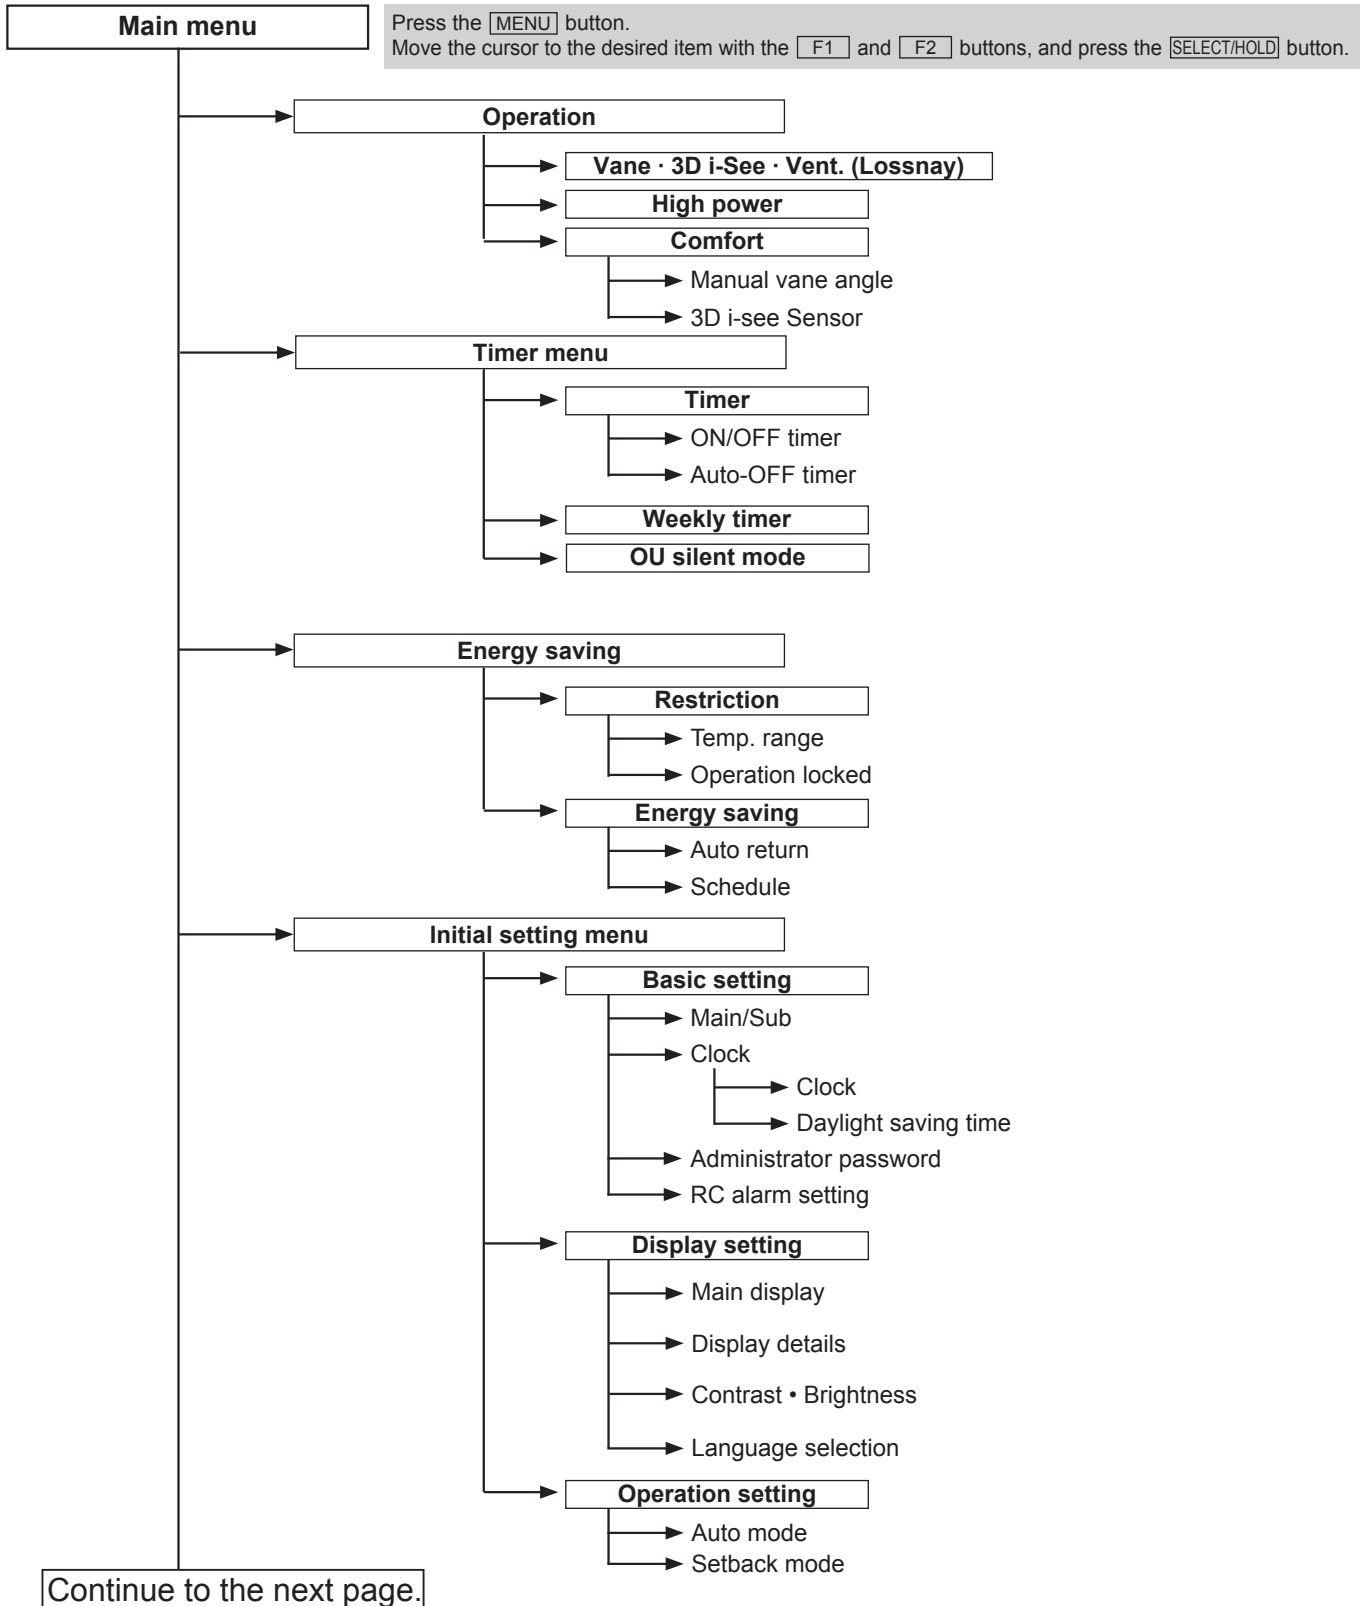 Main menu
Press the MENU button.
Move the cursor to the desired item with the F1 and F2 buttons, and press the SELECT/HOLD button.
Operation
Vane · 3D i-See · Vent. (Lossnay)
High power
Comfort
Manual vane angle
3D i-see Sensor
Timer menu
Timer
ON/OFF timer
Auto-OFF timer
Weekly timer
OU silent mode
Energy saving
Restriction
Temp. range
Operation locked
Energy saving
Auto return
Schedule
Initial setting menu
Basic setting
Main/Sub
Clock
Clock
Daylight saving time
Administrator password
RC alarm setting
Display setting
Main display
Display details
Contrast • Brightness
Language selection
Operation setting
Auto mode
Setback mode
Continue to the next page.